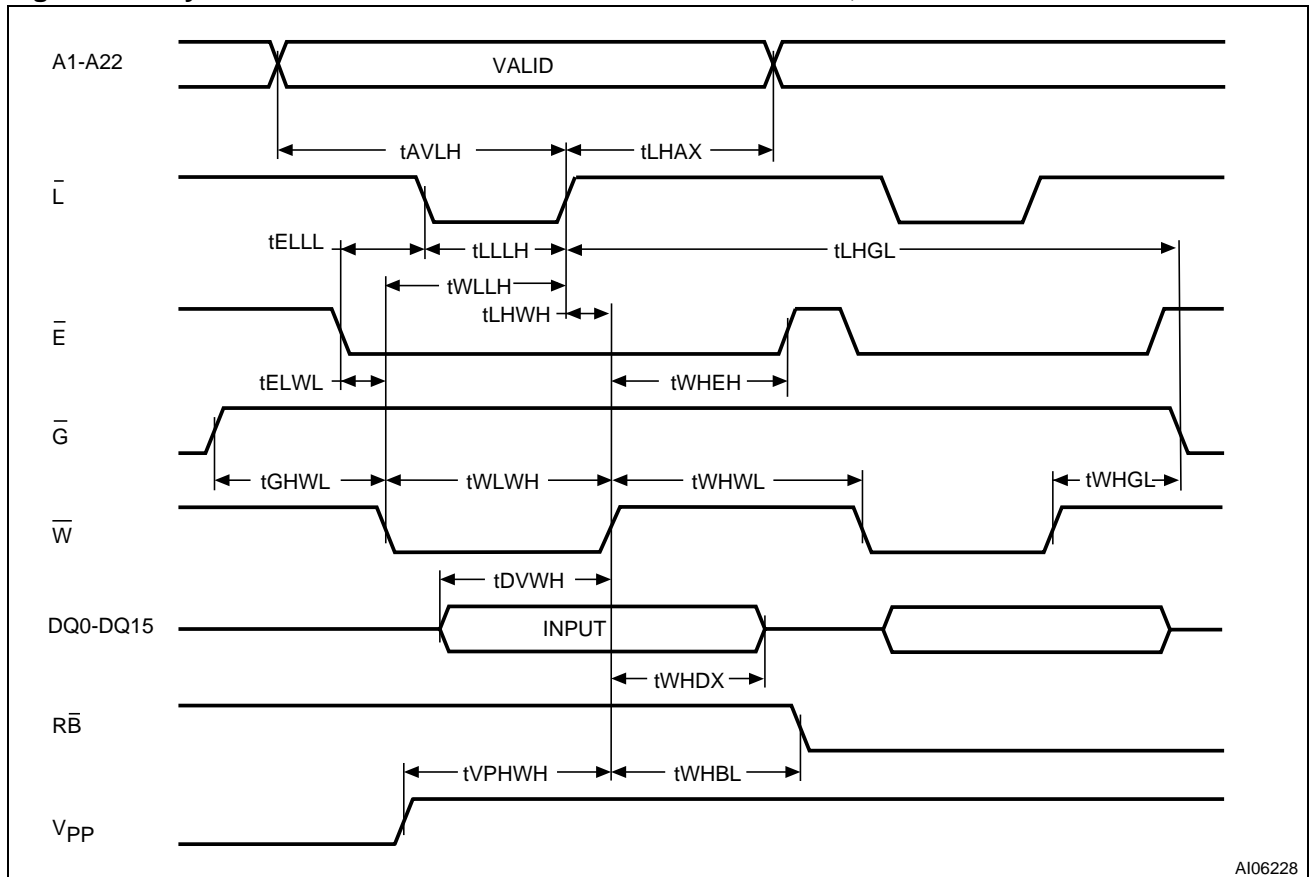 A1-A22
VALID
tAVLH
tLHAX
L̅
tELLL
tLLLH
tLHGL
tWLLH
tLHWH
E̅
tELWL
tWHEH
G̅
tGHWL
tWLWH
tWHWL
tWHGL
W̅
tDVWH
DQ0-DQ15
INPUT
tWHDX
RB̅
tVPHWH
tWHBL
VPP
AI06228